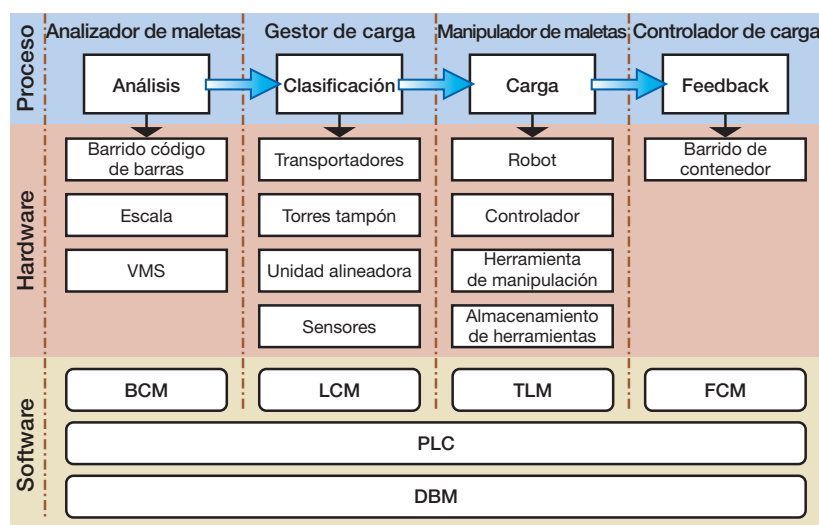 Proceso
Analizador de maletas
Gestor de carga
Manipulador de maletas
Controlador de carga
Análisis
Clasificación
Carga
Feedback
Hardware
Barrido código
de barras
Transportadores
Robot
Barrido de
contenedor
Escala
Torres tampón
Controlador
VMS
Unidad alineadora
Herramienta
de manipulación
Sensores
Almacenamiento
de herramientas
Software
BCM
LCM
TLM
FCM
PLC
DBM